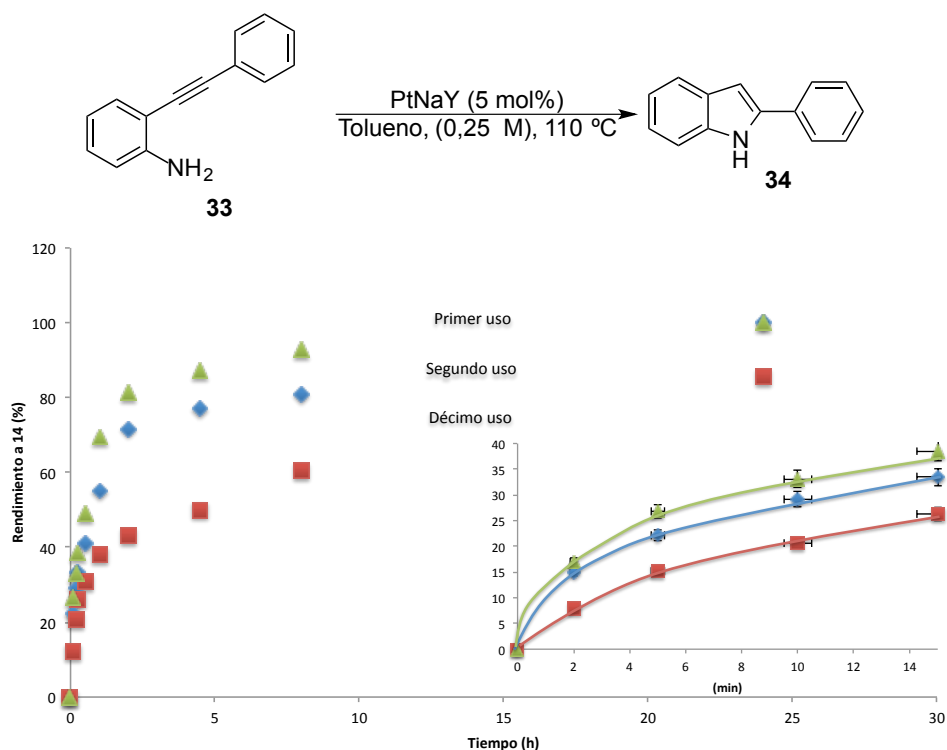 PtNaY (5 mol%)
Tolueno, (0,25 M), 110 ºC
NH2
33
N
H
34
120
100
80
60
40
20
0
Rendimiento a 14 (%)
Primer uso
Segundo uso
Décimo uso
40
35
30
25
20
15
10
5
0
0 2 4 6 8 10 12 14
(min)
0 5 10 15 20 25 30
Tiempo (h)